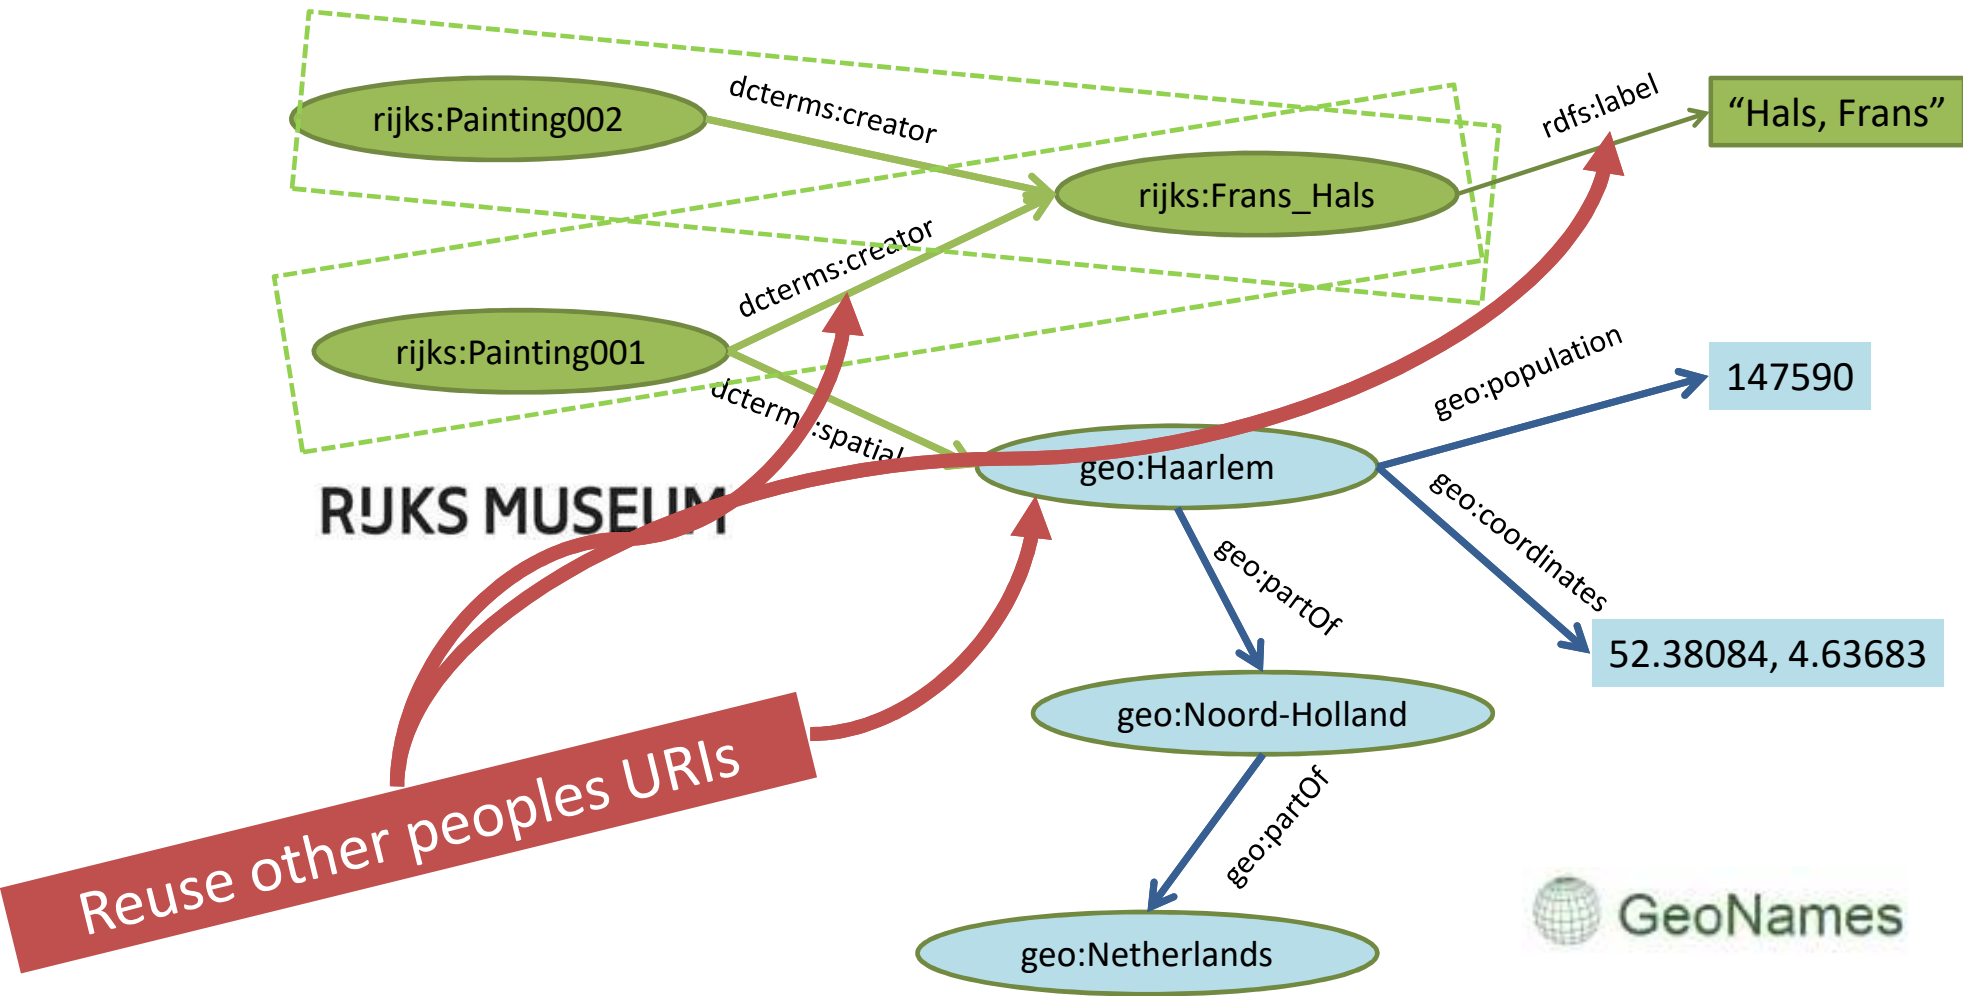 rijks:Painting002
dcterms:creator
rdfs:label
“Hals, Frans”
rijks:Frans_Hals
dcterms:creator
rijks:Painting001
dcterms:spatial
geo:population
147590
geo:Haarlem
RIJKS MUSEUM
geo:coordinates
geo:partOf
52.38084, 4.63683
geo:Noord-Holland
Reuse other peoples URIs
geo:partOf
GeoNames
geo:Netherlands